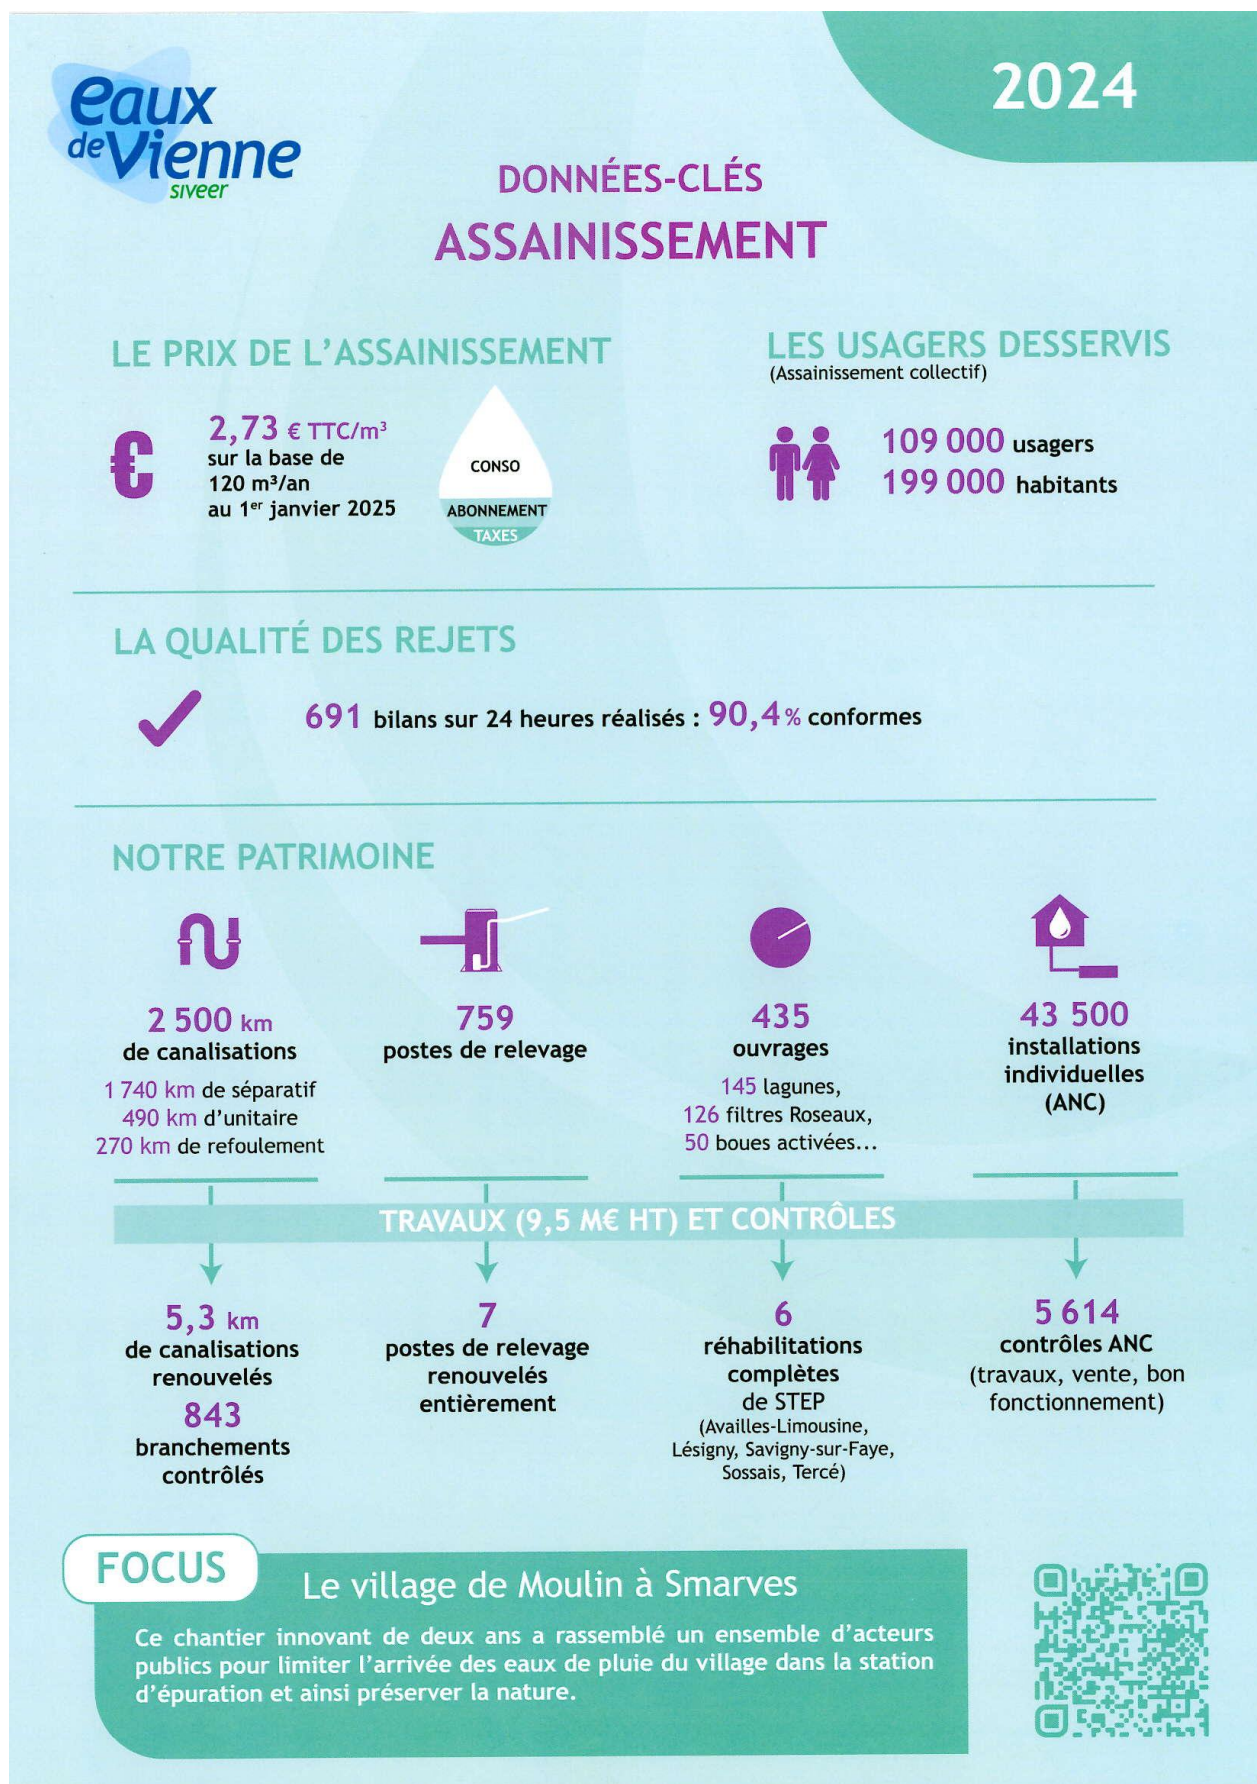 eaux
de Vienne
siveer
2024
DONNÉES-CLÉS
ASSAINISSEMENT
LE PRIX DE L'ASSAINISSEMENT
2,73 € TTC/m³
sur la base de
120 m³/an
au 1er janvier 2025
CONSO
ABONNEMENT
TAXES
LES USAGERS DESSERVIS
(Assainissement collectif)
109 000 usagers
199 000 habitants
LA QUALITÉ DES REJETS
691 bilans sur 24 heures réalisés : 90,4% conformes
NOTRE PATRIMOINE
2 500 km
de canalisations
1 740 km de séparatif
490 km d'unitaire
270 km de refoulement
759
postes de relevage
435
ouvrages
145 lagunes,
126 filtres Roseaux,
50 boues activées...
43 500
installations
individuelles
(ANC)
TRAVAUX (9,5 M€ HT) ET CONTRÔLES
5,3 km
de canalisations
renouvelés
843
branchements
contrôlés
7
postes de relevage
renouvelés
entièrement
6
réhabilitations
complètes
de STEP
(Availles-Limousine,
Lésigny, Savigny-sur-Faye,
Sossais, Tercé)
5 614
contrôles ANC
(travaux, vente, bon
fonctionnement)
FOCUS
Le village de Moulin à Smarves
Ce chantier innovant de deux ans a rassemblé un ensemble d'acteurs
publics pour limiter l'arrivée des eaux de pluie du village dans la station
d'épuration et ainsi préserver la nature.